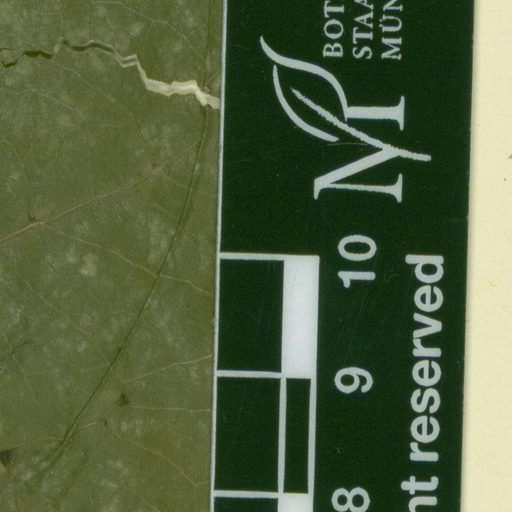 BOT
STAA
MÜN
10
9
8
nt reserved